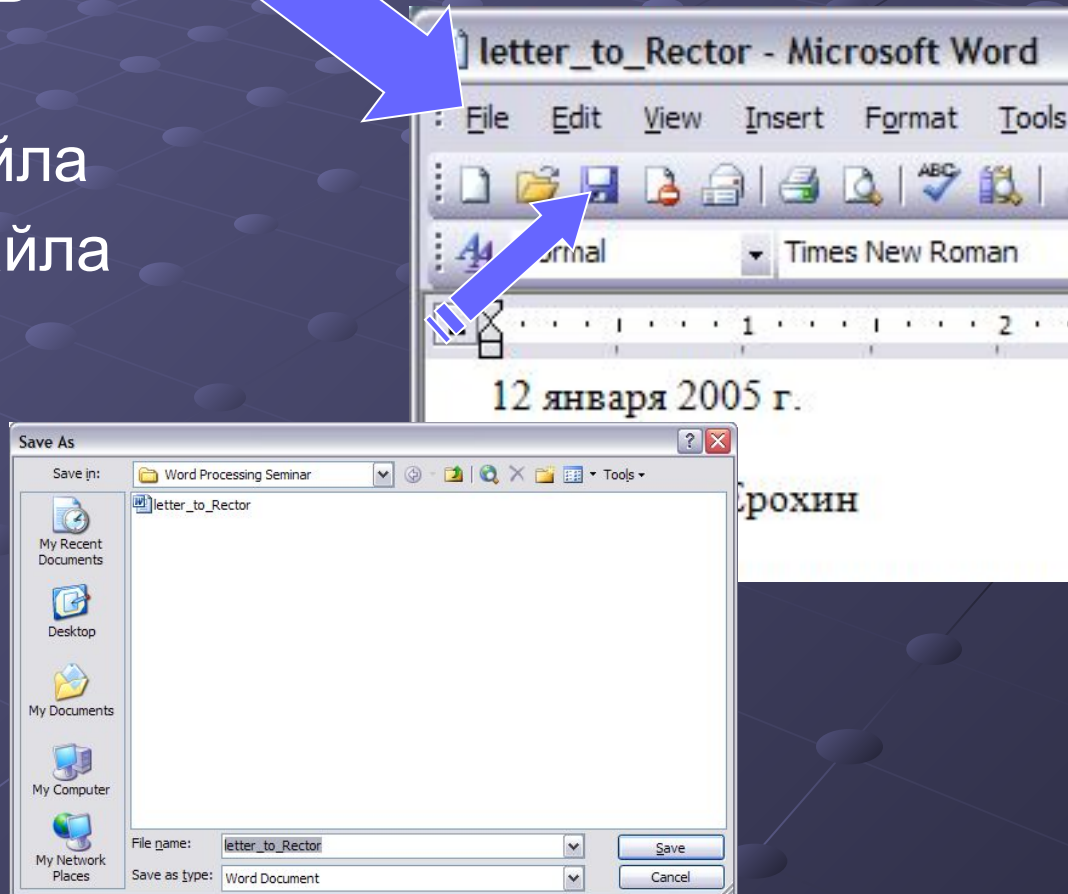 йла
йла
letter_to_Rector - Microsoft Word
File Edit View Insert Format Tools
ABC
Times New Roman
1 2
12 января 2005 г.
Save As
Save in: Word Processing Seminar Tools
letter_to_Rector
My Recent
Documents
Desktop
My Documents
My Computer
My Network
Places
File name: letter_to_Rector Save
Save as type: Word Document Cancel